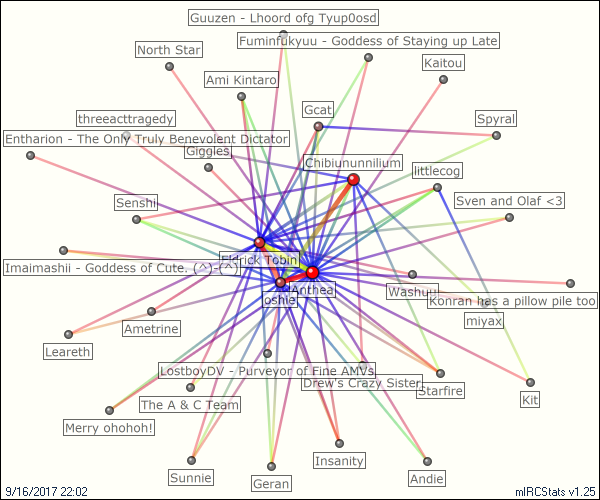 Guuzen - Lhoord ofg Tyup0osd
Fuminfukyuu - Goddess of Staying up Late
North Star
Kaitou
Ami Kintaro
Gcat
threeacttragedy
Spyral
Entharion - The Only Truly Benevolent Dictator
Giggles
Chibiununnilium
littlecog
Senshi
Sven and Olaf <3
Eldrick Tobin
Imaimashii - Goddess of Cute. (^)-(^)
Washuu
Anthea
oshie
Konran has a pillow pile too
miyax
Ametrine
Leareth
LostboyDV - Purveyor of Fine AMVs
Drew's Crazy Sister
Starfire
Kit
The A & C Team
Merry ohohoh!
Insanity
Sunnie
Geran
Andie
9/16/2017 22:02
mIRCStats v1.25